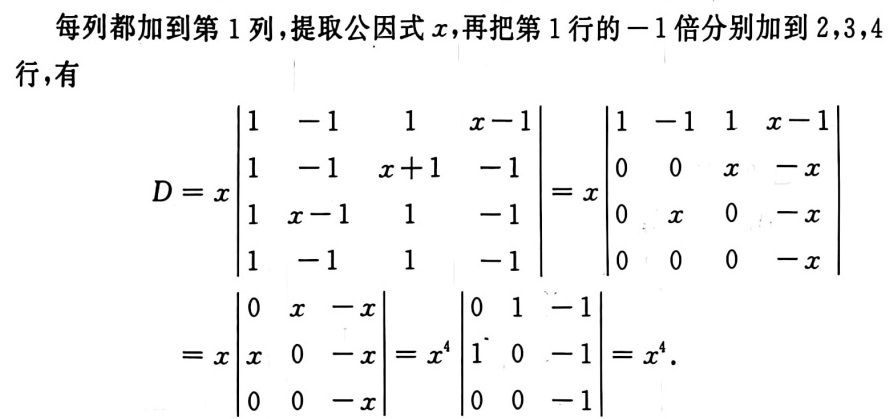 每列都加到第 1 列,提取公因式 x,再把第 1 行的 -1 倍分别加到 2,3,4
行,有
D = x | 1 -1 1 x-1 | = x | 1 -1 1 x-1 |
| 1 -1 x+1 -1 | | 0 0 x -x |
| 1 x-1 1 -1 | | 0 x 0 -x |
| 1 -1 1 -1 | | 0 0 0 -x |
= x | 0 x -x | = x⁴ | 0 1 -1 | = x⁴.
| x 0 -x | | 1 0 -1 |
| 0 0 -x | | 0 0 -1 |